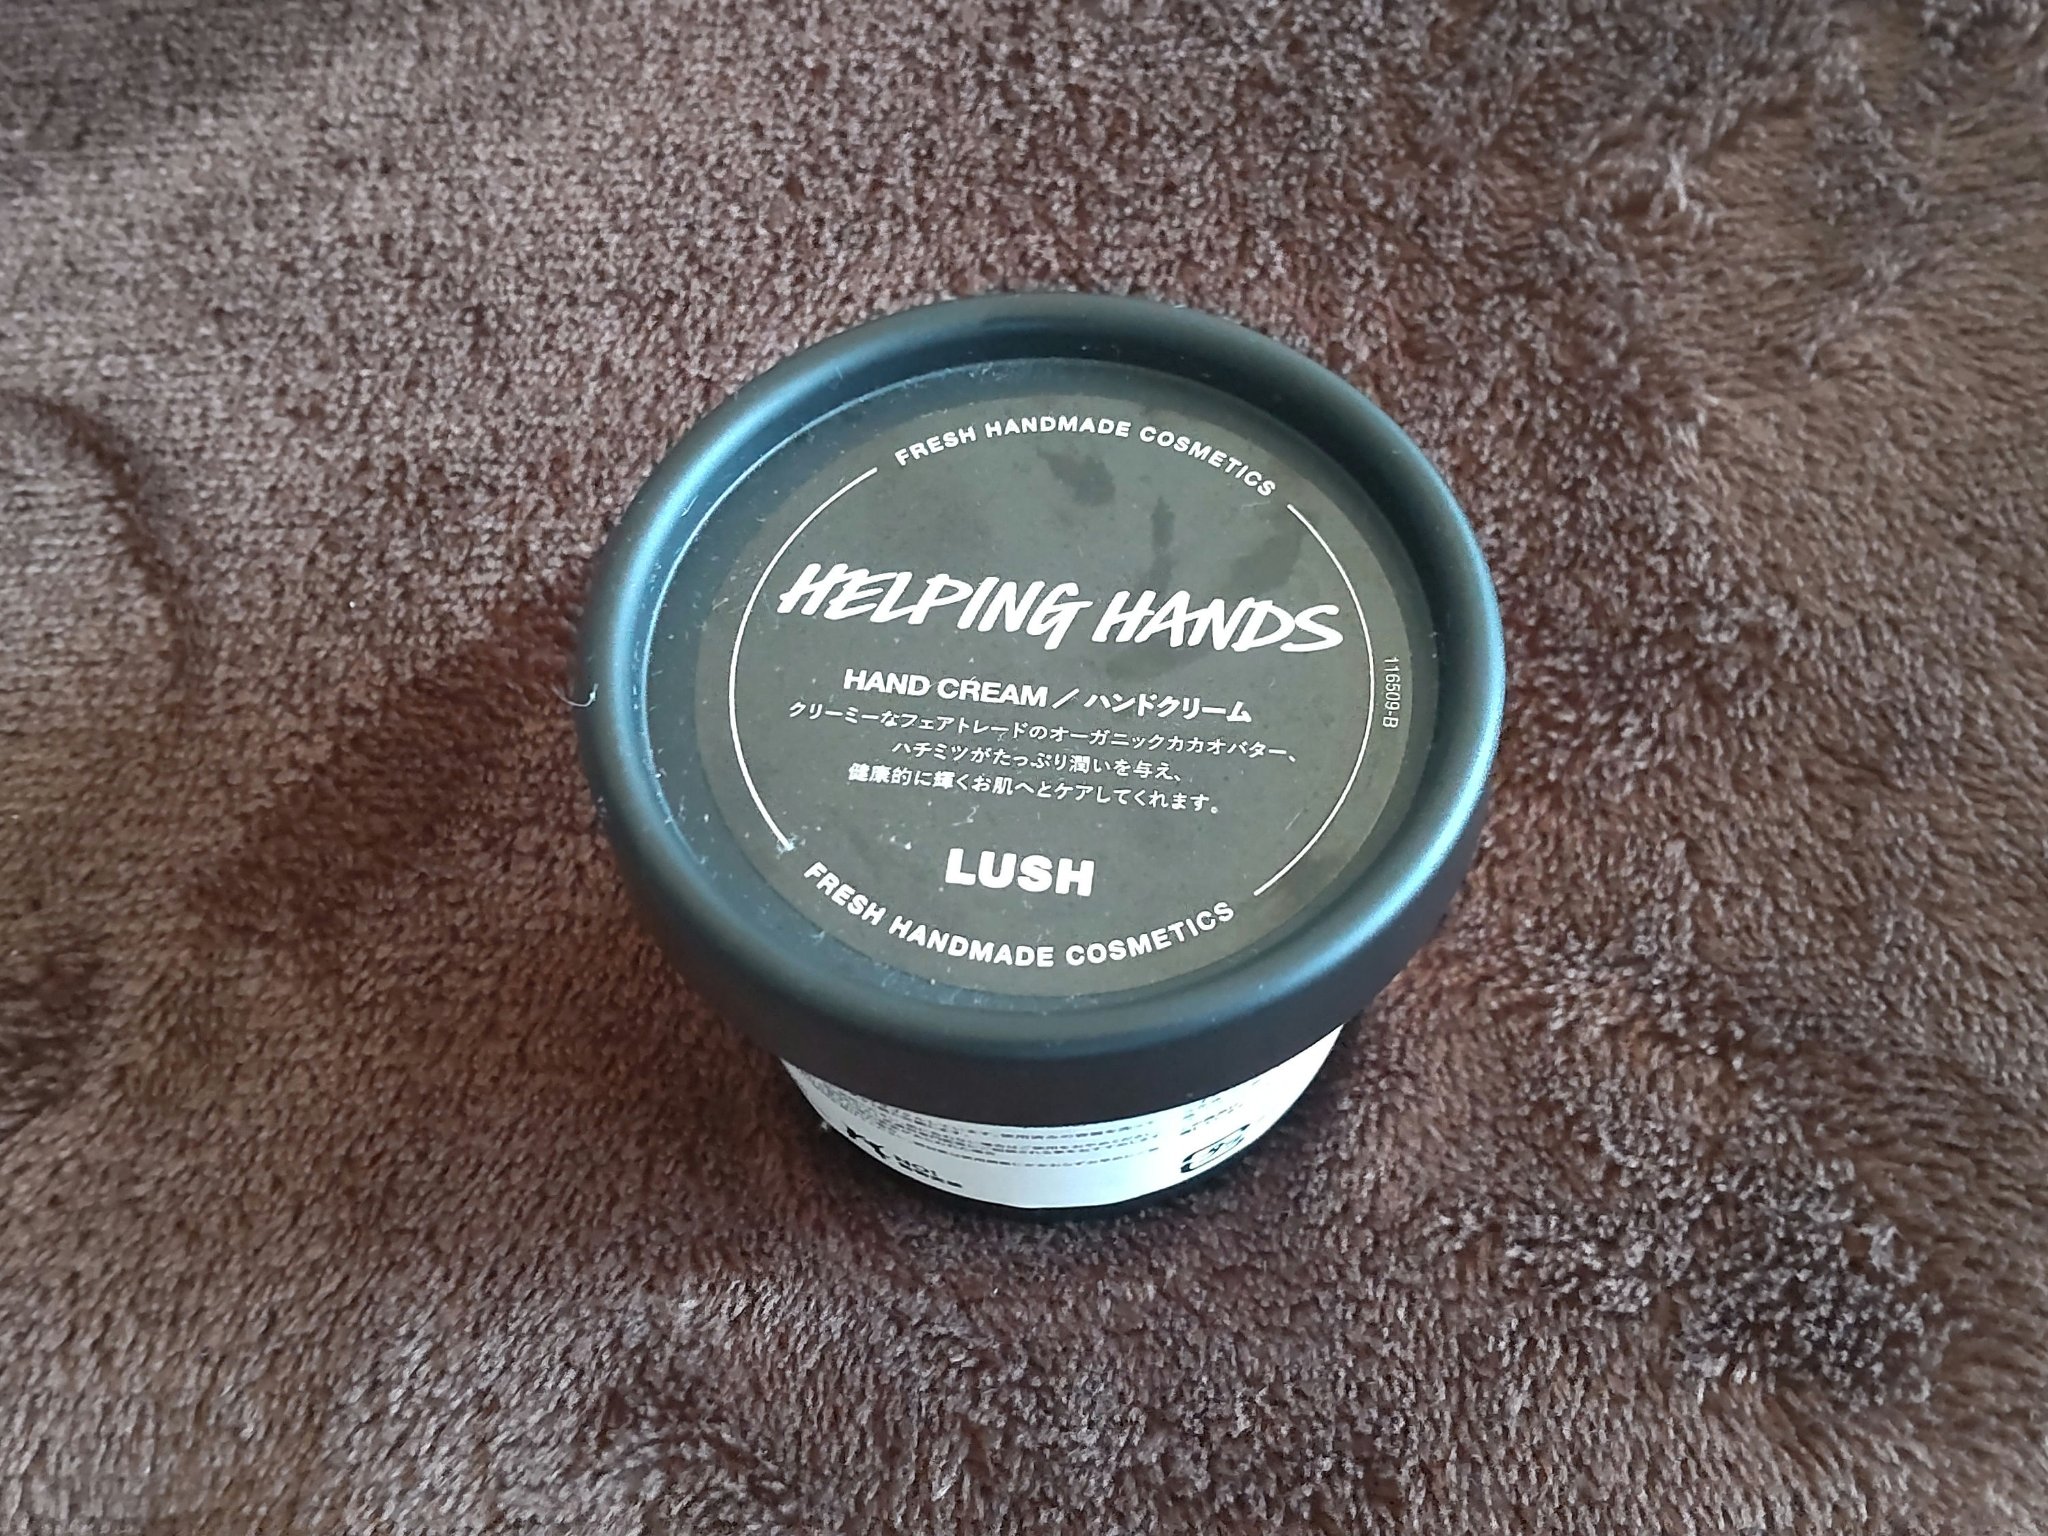 FRESH HANDMADE COSMETICS
HELPING HANDS
HAND CREAM / ハンドクリーム
クリーミーなフェアトレードのオーガニックカカオバター、
ハチミツがたっぷり潤いを与え、
健康的に輝くお肌へとケアしてくれます。
LUSH
FRESH HANDMADE COSMETICS
116509-B